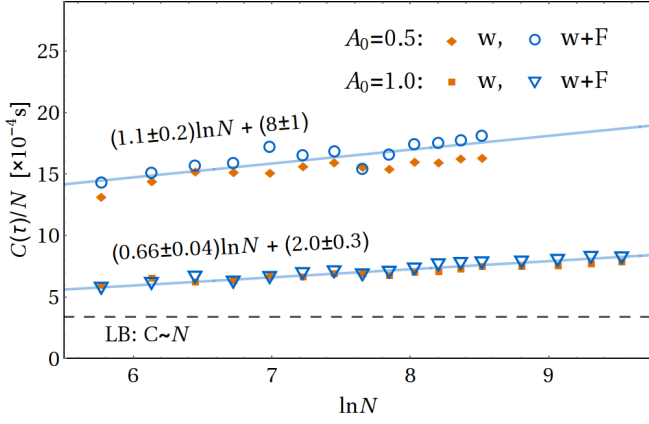 A₀=0.5: w, w+F
A₀=1.0: w, w+F
(1.1±0.2)lnN + (8±1)
(0.66±0.04)lnN + (2.0±0.3)
LB: C~N
C(τ)/N [×10⁻⁴s]
25
20
15
10
5
0
6 7 8 9
lnN